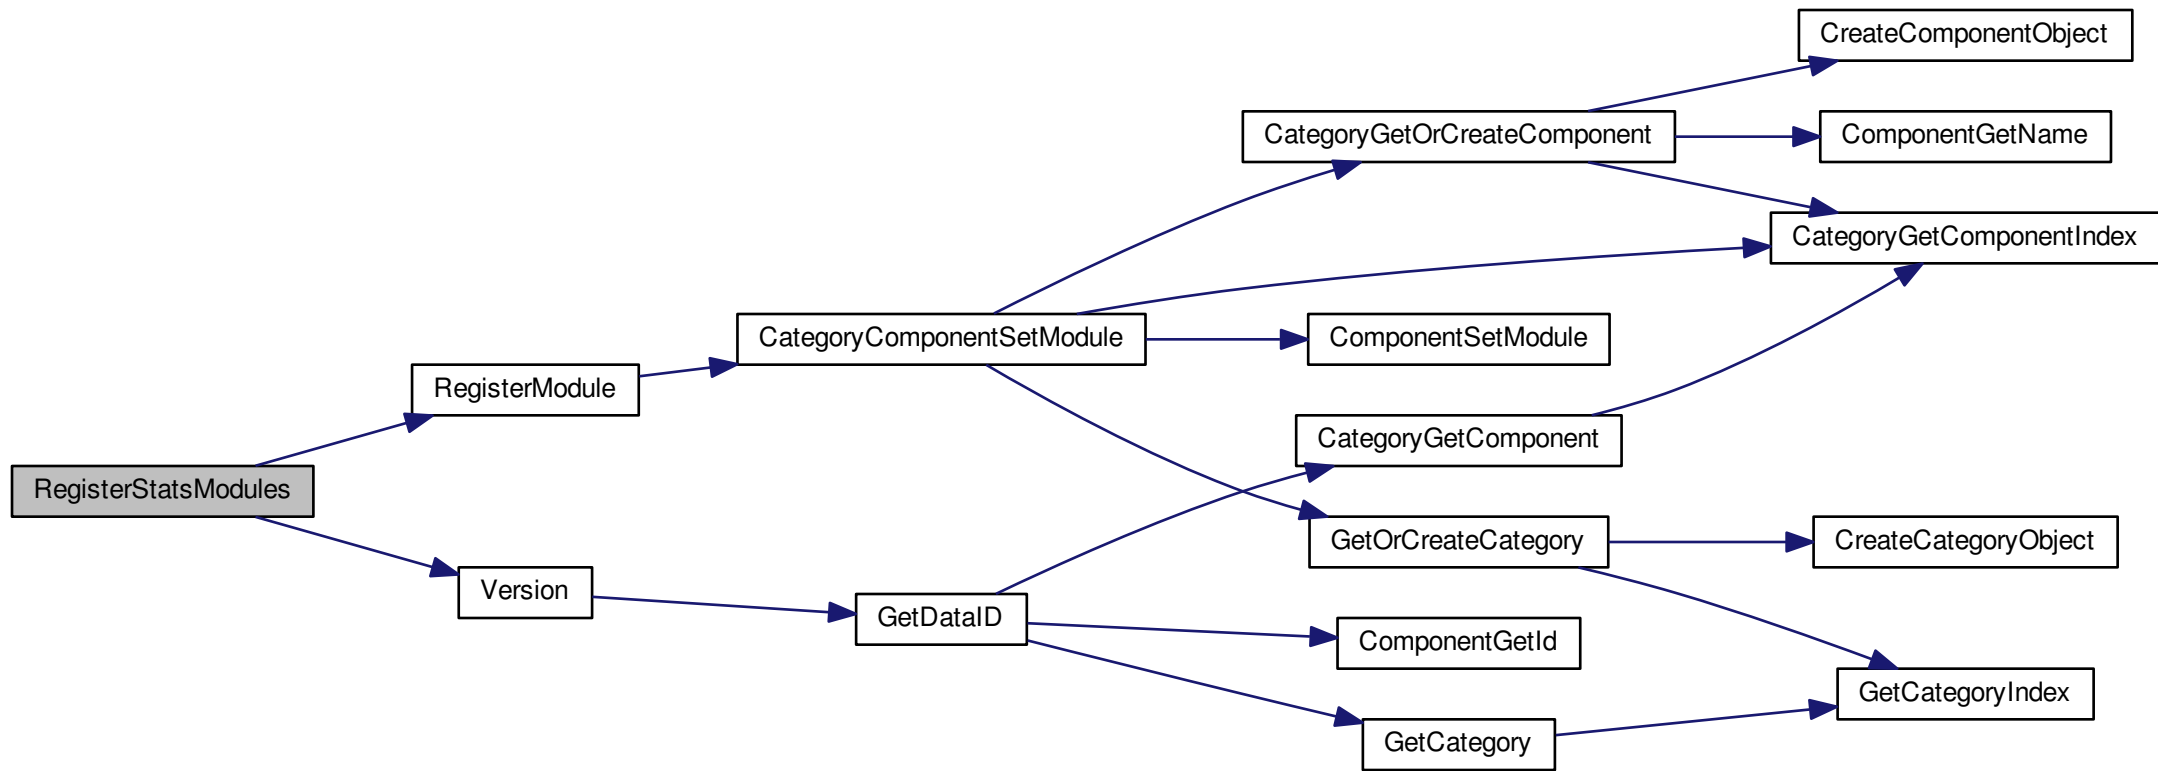 CreateComponentObject
CategoryGetOrCreateComponent
ComponentGetName
CategoryGetComponentIndex
CategoryComponentSetModule
ComponentSetModule
RegisterModule
CategoryGetComponent
RegisterStatsModules
GetOrCreateCategory
CreateCategoryObject
Version
GetDataID
ComponentGetId
GetCategoryIndex
GetCategory